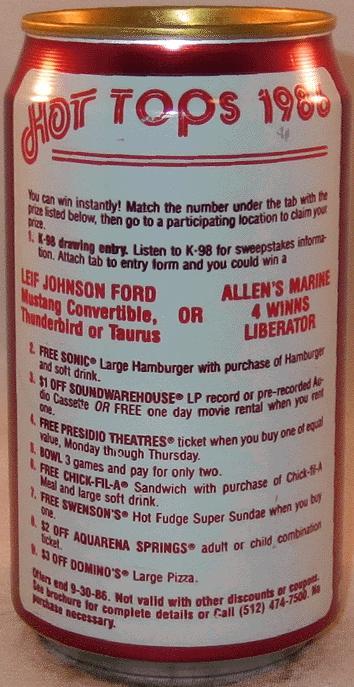 HOT TOPS 1986
You can win instantly! Match the number under the tab with the
prize listed below, then go to a participating location to claim your
prize.
1. K-98 drawing entry. Listen to K-98 for sweepstakes informa-
tion. Attach tab to entry form and you could win a
LEIF JOHNSON FORD
Mustang Convertible,
Thunderbird or Taurus
OR
ALLEN'S MARINE
4 WINNS
LIBERATOR
2. FREE SONIC® Large Hamburger with purchase of Hamburger
and soft drink.
3. $1 OFF SOUNDWAREHOUSE® LP record or pre-recorded Au-
dio Cassette OR FREE one day movie rental when you rent
one.
4. FREE PRESIDIO THEATRES® ticket when you buy one of equal
value, Monday through Thursday.
5. BOWL 3 games and pay for only two.
6. FREE CHICK-FIL-A® Sandwich with purchase of Chick-fil-A
Meal and large soft drink.
7. FREE SWENSON'S® Hot Fudge Super Sundae when you buy
one.
8. $2 OFF AQUARENA SPRINGS® adult or child combination
ticket.
9. $3 OFF DOMINO'S® Large Pizza.
Offers end 9-30-86. Not valid with other discounts or coupons.
See brochure for complete details or Call (512) 474-7500. No
purchase necessary.